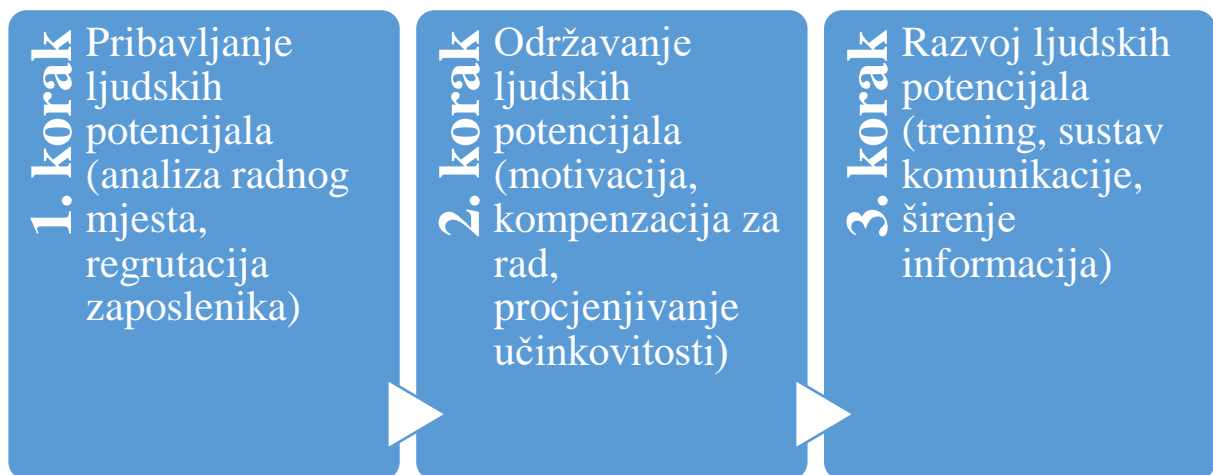 1. korak
Pribavljanje
ljudskih
potencijala
(analiza radnog
mjesta,
regrutacija
zaposlenika)
2. korak
Održavanje
ljudskih
potencijala
(motivacija,
kompenzacija za
rad,
procjenjivanje
učinkovitosti)
3. korak
Razvoj ljudskih
potencijala
(trening, sustav
komunikacije,
širenje
informacija)